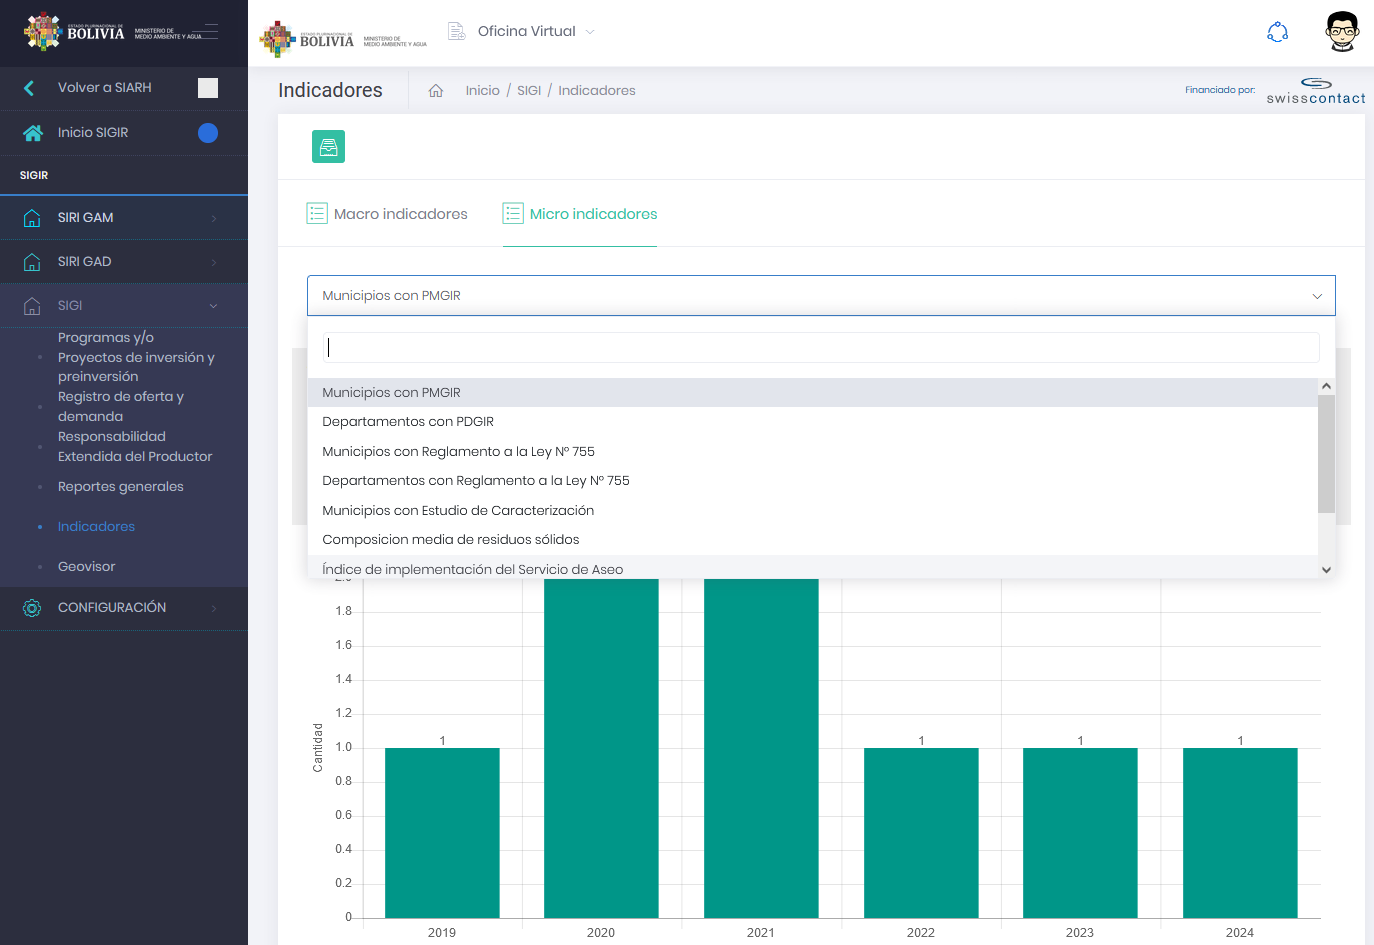 ESTADO PLURINACIONAL DE
BOLIVIA
MINISTERIO DE
MEDIO AMBIENTE Y AGUA
Volver a SIARH
Inicio SIGIR
SIGIR
SIRI GAM
SIRI GAD
SIGI
Programas y/o
Proyectos de inversión y
preinversión
Registro de oferta y
demanda
Responsabilidad
Extendida del Productor
Reportes generales
Indicadores
Geovisor
CONFIGURACIÓN
ESTADO PLURINACIONAL DE
BOLIVIA
MINISTERIO DE
MEDIO AMBIENTE Y AGUA
Oficina Virtual
Indicadores
Inicio / SIGI / Indicadores
Financiado por:
swisscontact
Macro indicadores
Micro indicadores
Municipios con PMGIR
Municipios con PMGIR
Departamentos con PDGIR
Municipios con Reglamento a la Ley Nº 755
Departamentos con Reglamento a la Ley Nº 755
Municipios con Estudio de Caracterización
Composicion media de residuos sólidos
Índice de implementación del Servicio de Aseo
2.0
1.8
1.6
1.4
1.2
1.0
0.8
0.6
0.4
0.2
0
Cantidad
1
1
1
1
2019
2020
2021
2022
2023
2024